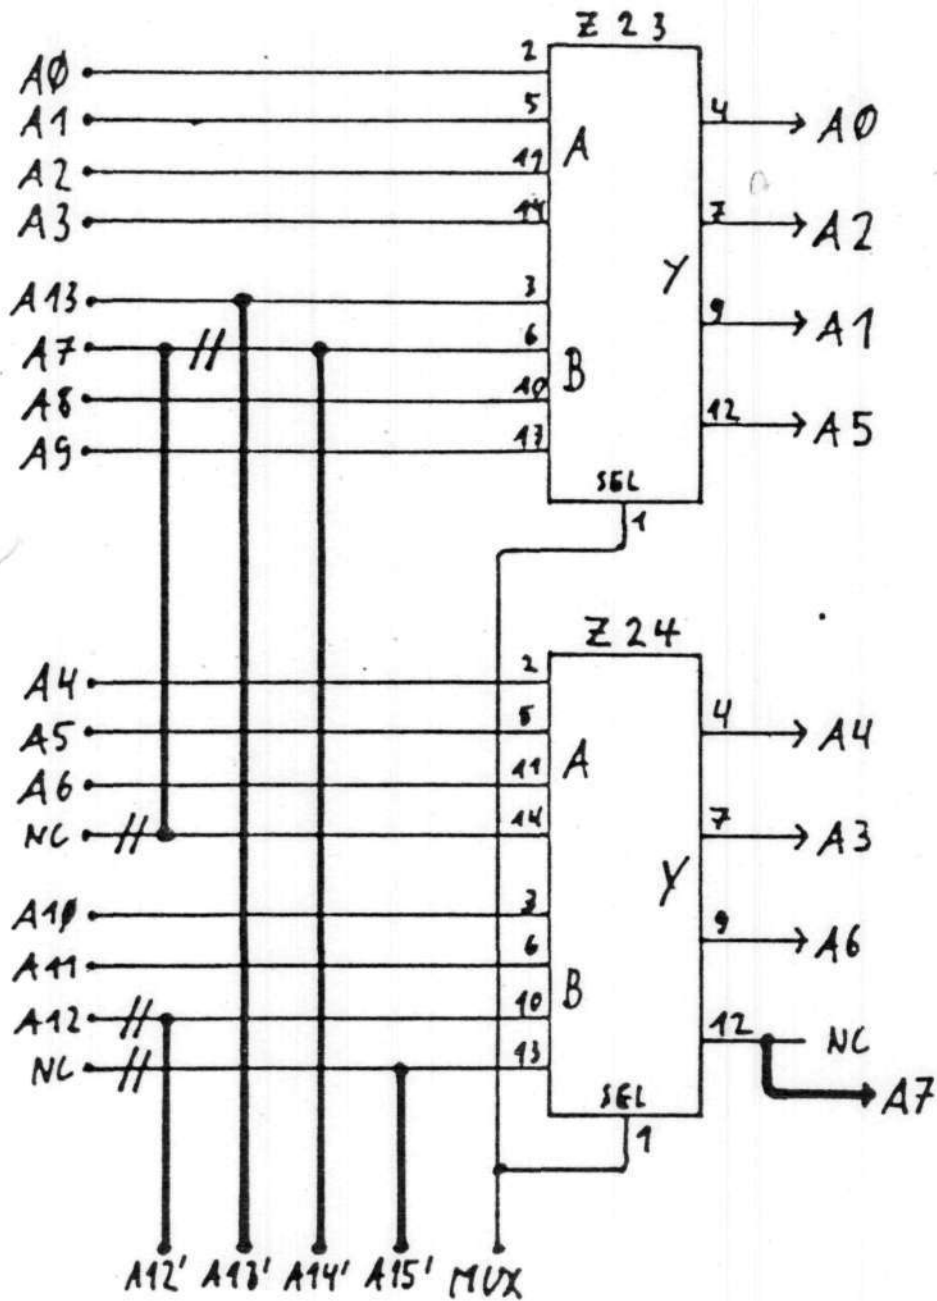 Z 23
2
AØ
A1 5 4 AØ
A2 11 A
A3 14 7 A2
Y
A13 3 9 A1
A7 6
B
A8 10 12 A5
A9 13
SEL
1
Z 24
A4 2
A5 5 4 A4
A6 11 A
NC 14 7 A3
Y
A1Ø 3
A11 6 9 A6
A12 10 B
12 NC
NC 13
SEL A7
1
A12' A13' A14' A15' MUX